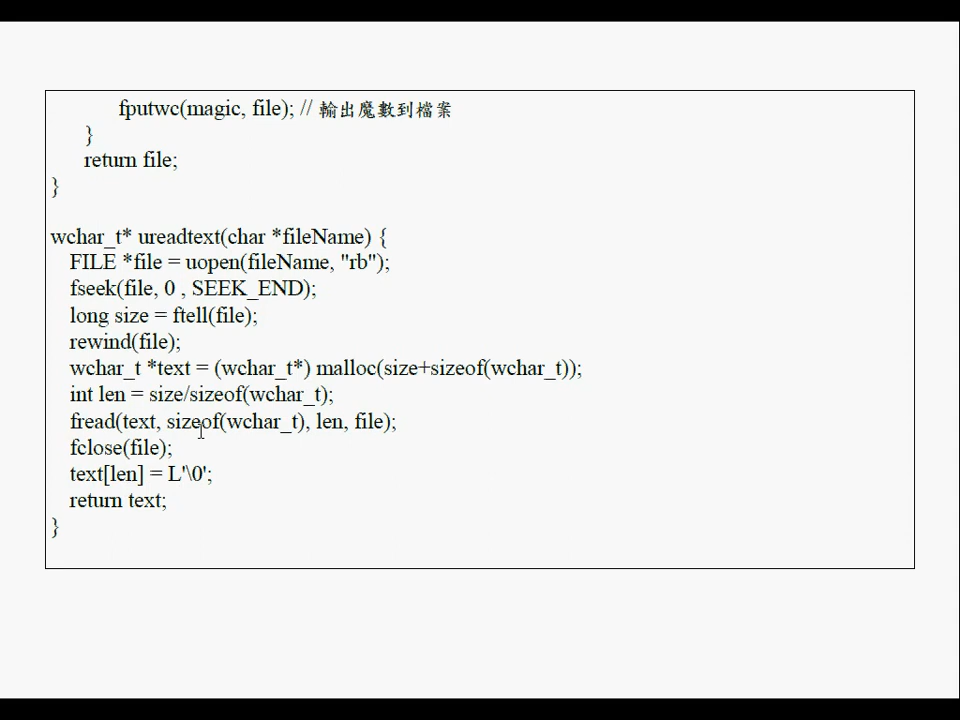 fputwc(magic, file); // 輸出魔數到檔案
}
return file;
}
wchar_t* ureadtext(char *fileName) {
FILE *file = uopen(fileName, "rb");
fseek(file, 0 , SEEK_END);
long size = ftell(file);
rewind(file);
wchar_t *text = (wchar_t*) malloc(size+sizeof(wchar_t));
int len = size/sizeof(wchar_t);
fread(text, sizeof(wchar_t), len, file);
fclose(file);
text[len] = L'\0';
return text;
}